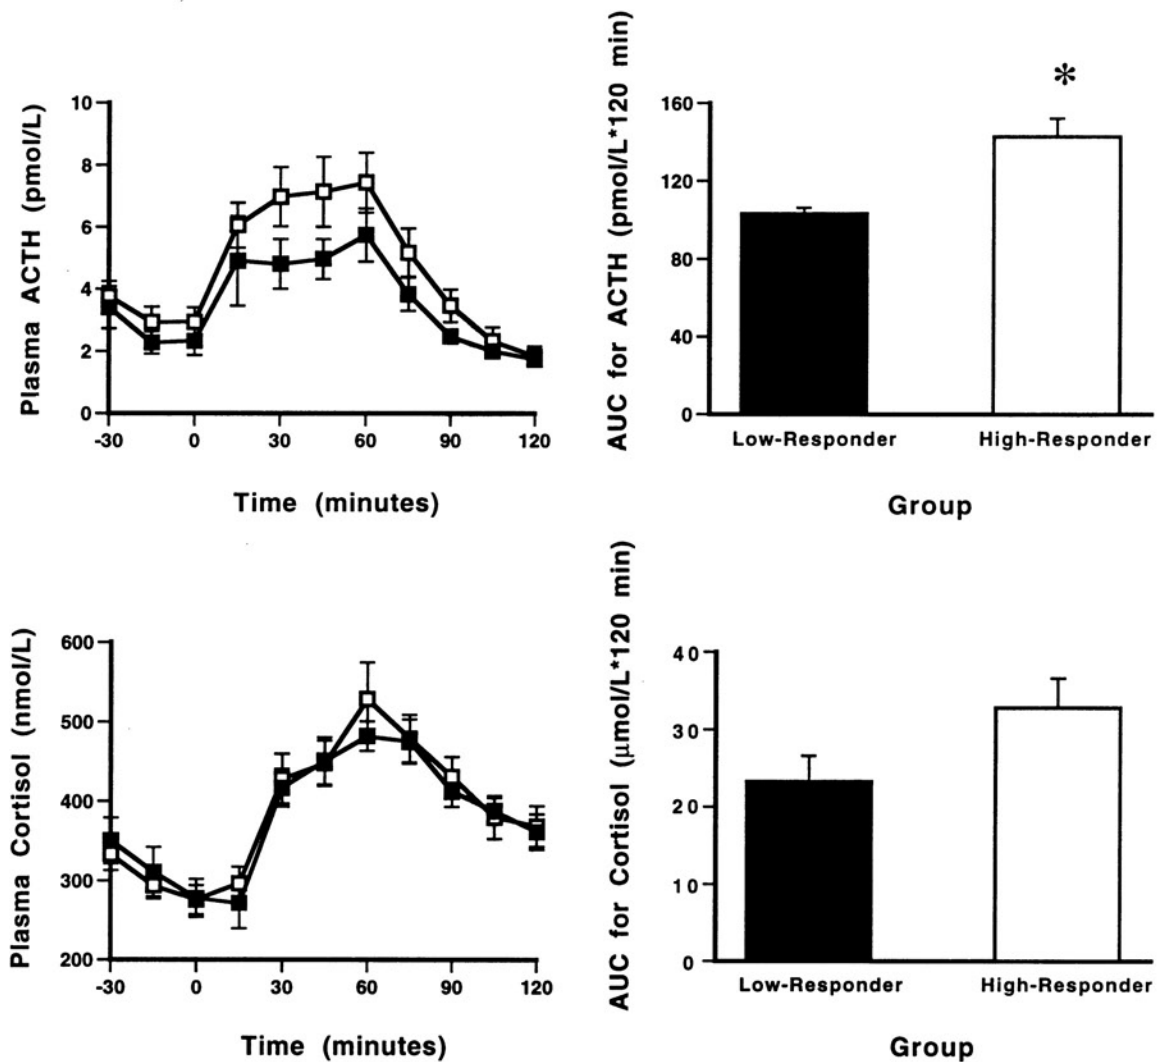 Plasma ACTH (pmol/L)
10
8
6
4
2
0
-30 0 30 60 90 120
Time (minutes)
AUC for ACTH (pmol/L*120 min)
160
120
80
40
0
*
Low-Responder High-Responder
Group
Plasma Cortisol (nmol/L)
600
500
400
300
200
-30 0 30 60 90 120
Time (minutes)
AUC for Cortisol (μmol/L*120 min)
40
30
20
10
0
Low-Responder High-Responder
Group